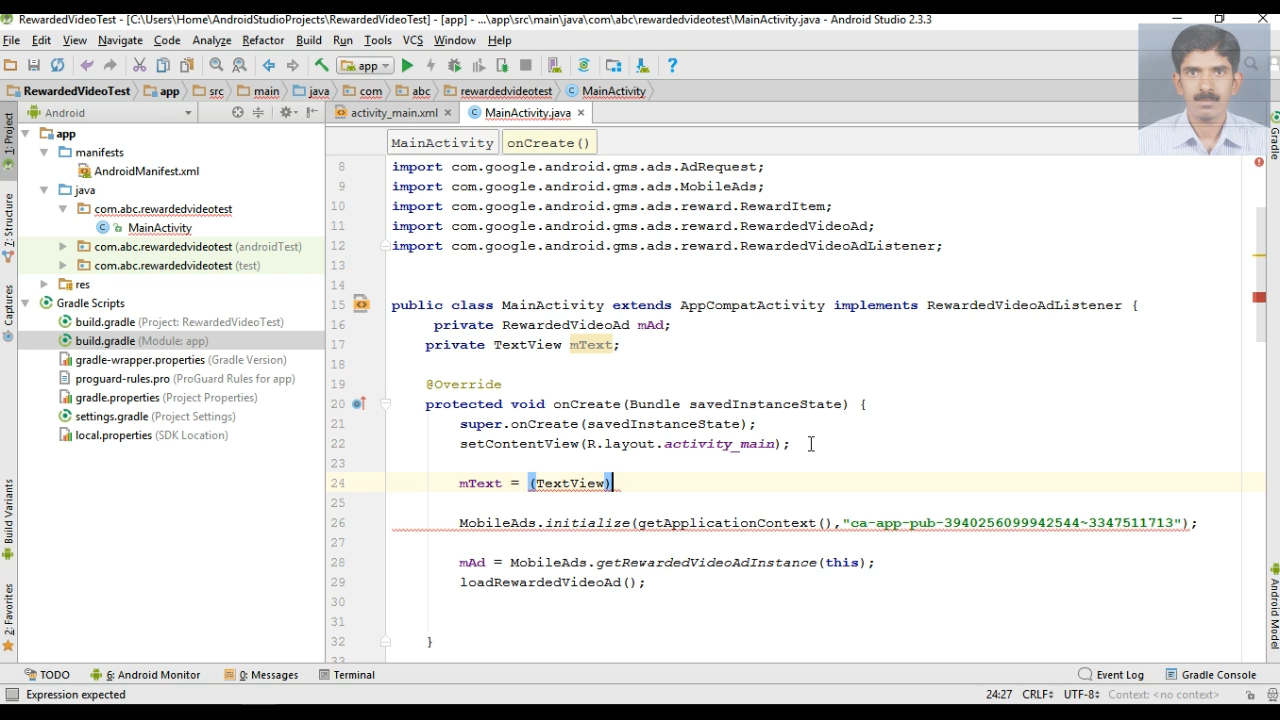 RewardedVideoTest - [C:\Users\Home\AndroidStudioProjects\RewardedVideoTest] - [app] - ...\app\src\main\java\com\abc\rewardedvideotest\MainActivity.java - Android Studio 2.3.3
File Edit View Navigate Code Analyze Refactor Build Run Tools VCS Window Help
app
RewardedVideoTest app src main java com abc rewardedvideotest MainActivity
Android
activity_main.xml MainActivity.java
MainActivity onCreate()
1: Project
7: Structure
Captures
Build Variants
2: Favorites
app
manifests
AndroidManifest.xml
java
com.abc.rewardedvideotest
MainActivity
com.abc.rewardedvideotest (androidTest)
com.abc.rewardedvideotest (test)
res
Gradle Scripts
build.gradle (Project: RewardedVideoTest)
build.gradle (Module: app)
gradle-wrapper.properties (Gradle Version)
proguard-rules.pro (ProGuard Rules for app)
gradle.properties (Project Properties)
settings.gradle (Project Settings)
local.properties (SDK Location)
8 import com.google.android.gms.ads.AdRequest;
9 import com.google.android.gms.ads.MobileAds;
10 import com.google.android.gms.ads.reward.RewardItem;
11 import com.google.android.gms.ads.reward.RewardedVideoAd;
12 import com.google.android.gms.ads.reward.RewardedVideoAdListener;
13
14
15 public class MainActivity extends AppCompatActivity implements RewardedVideoAdListener {
16 private RewardedVideoAd mAd;
17 private TextView mText;
18
19 @Override
20 protected void onCreate(Bundle savedInstanceState) {
21 super.onCreate(savedInstanceState);
22 setContentView(R.layout.activity_main);
23
24 mText = (TextView)
25
26 MobileAds.initialize(getApplicationContext(),"ca-app-pub-3940256099942544~3347511713");
27
28 mAd = MobileAds.getRewardedVideoAdInstance(this);
29 loadRewardedVideoAd();
30
31
32 }
33
Gradle
Android Model
TODO 6: Android Monitor 0: Messages Terminal Event Log Gradle Console
Expression expected 24:27 CRLF UTF-8 Context: <no context>